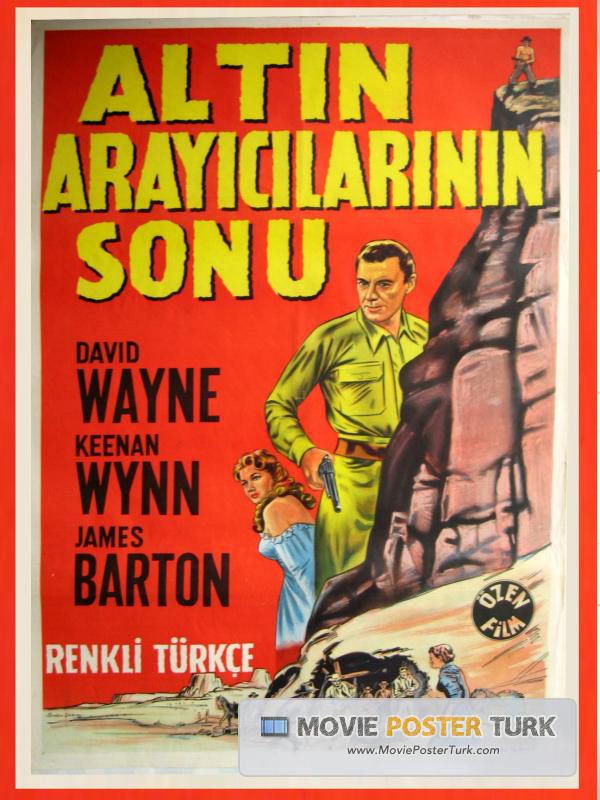 ALTIN
ARAYICILARININ
SONU
DAVID
WAYNE
KEENAN
WYNN
JAMES
BARTON
RENKLİ TÜRKÇE
ÖZEN
FİLM
MOVIE POSTER TURK
www.MoviePosterTurk.com